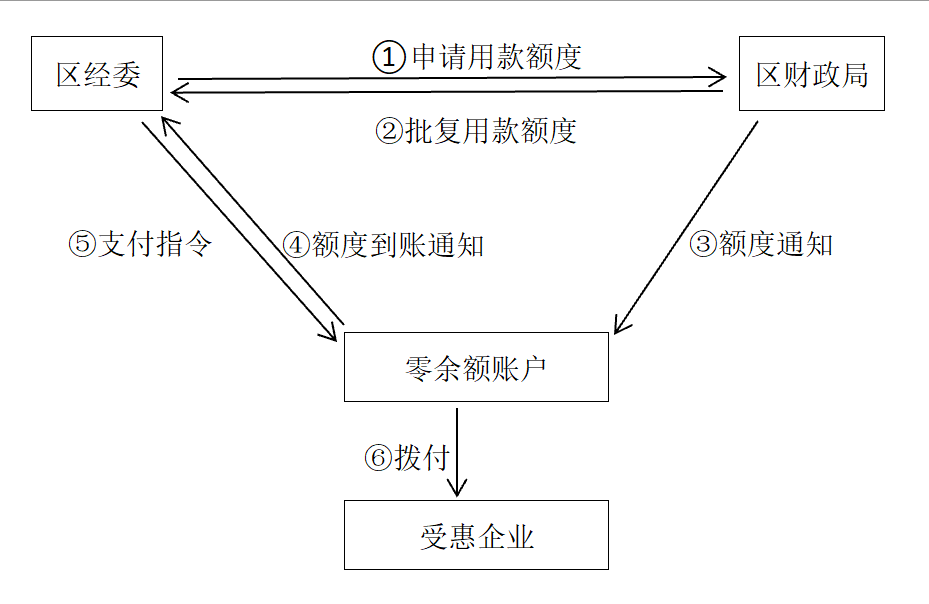 区经委
①申请用款额度
区财政局
②批复用款额度
⑤支付指令
④额度到账通知
③额度通知
零余额账户
⑥拨付
受惠企业